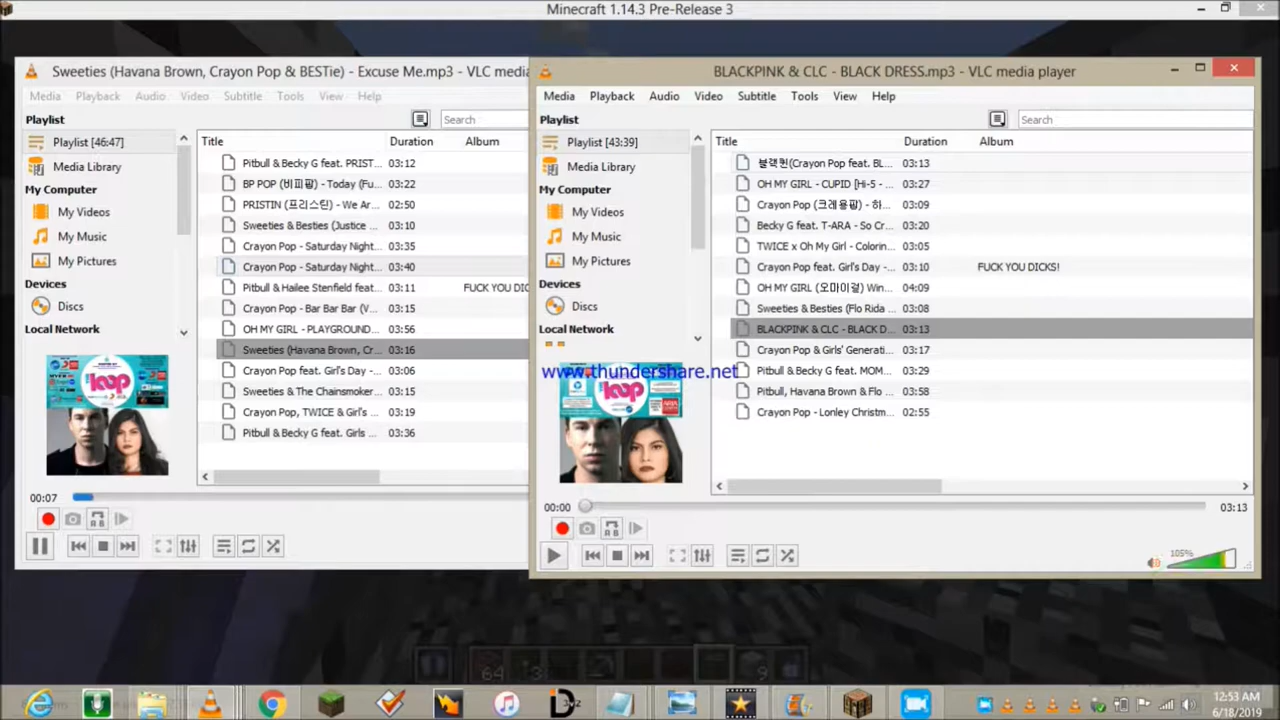 Minecraft 1.14.3 Pre-Release 3
Sweeties (Havana Brown, Crayon Pop & BESTie) - Excuse Me.mp3 - VLC media
Media Playback Audio Video Subtitle Tools View Help
Playlist
Search
Playlist [46:47]
Media Library
My Computer
My Videos
My Music
My Pictures
Devices
Discs
Local Network
Title Duration Album
Pitbull & Becky G feat. PRIST... 03:12
BP POP (비피팝) - Today (Fu... 03:22
PRISTIN (프리스틴) - We Ar... 02:50
Sweeties & Besties (Justice ... 03:10
Crayon Pop - Saturday Night... 03:35
Crayon Pop - Saturday Night... 03:40
Pitbull & Hailee Stenfield feat... 03:11 FUCK YOU DIC
Crayon Pop - Bar Bar Bar (V... 03:15
OH MY GIRL - PLAYGROUND... 03:56
Sweeties (Havana Brown, Cr... 03:16
Crayon Pop feat. Girl's Day -... 03:06
Sweeties & The Chainsmoker... 03:15
Crayon Pop, TWICE & Girl's... 03:19
Pitbull & Becky G feat. Girls ... 03:36
loop
00:07
BLACKPINK & CLC - BLACK DRESS.mp3 - VLC media player
Media Playback Audio Video Subtitle Tools View Help
Playlist
Search
Playlist [43:39]
Media Library
My Computer
My Videos
My Music
My Pictures
Devices
Discs
Local Network
Title Duration Album
블랙핀(Crayon Pop feat. BL... 03:13
OH MY GIRL - CUPID [Hi-5 -... 03:27
Crayon Pop (크레용팝) - 하... 03:09
Becky G feat. T-ARA - So Cr... 03:20
TWICE x Oh My Girl - Colorin... 03:05
Crayon Pop feat. Girl's Day -... 03:10 FUCK YOU DICKS!
OH MY GIRL (오마이걸) Win... 04:09
Sweeties & Besties (Flo Rida ... 03:08
BLACKPINK & CLC - BLACK D... 03:13
Crayon Pop & Girls' Generati... 03:17
Pitbull & Becky G feat. MOM... 03:29
Pitbull, Havana Brown & Flo ... 03:58
Crayon Pop - Lonley Christm... 02:55
www.thundershare.net
loop
00:00 03:13
105%
64 3 9
12:53 AM
6/18/2019